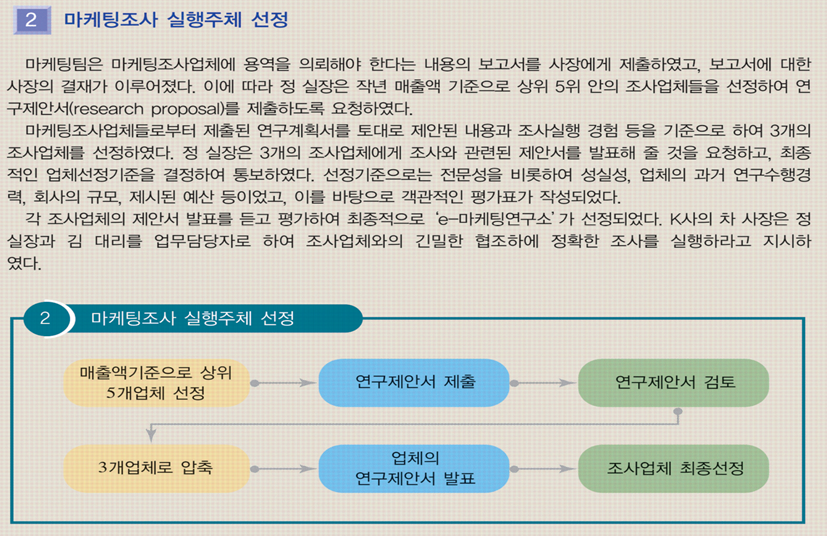 2 마케팅조사 실행주체 선정
마케팅팀은 마케팅조사업체에 용역을 의뢰해야 한다는 내용의 보고서를 사장에게 제출하였고, 보고서에 대한
사장의 결재가 이루어졌다. 이에 따라 정 실장은 작년 매출액 기준으로 상위 5위 안의 조사업체들을 선정하여 연
구제안서(research proposal)를 제출하도록 요청하였다.
마케팅조사업체들로부터 제출된 연구계획서를 토대로 제안된 내용과 조사실행 경험 등을 기준으로 하여 3개의
조사업체를 선정하였다. 정 실장은 3개의 조사업체에게 조사와 관련된 제안서를 발표해 줄 것을 요청하고, 최종
적인 업체선정기준을 결정하여 통보하였다. 선정기준으로는 전문성을 비롯하여 성실성, 업체의 과거 연구수행경
력, 회사의 규모, 제시된 예산 등이었고, 이를 바탕으로 객관적인 평가표가 작성되었다.
각 조사업체의 제안서 발표를 듣고 평가하여 최종적으로 ‘e-마케팅연구소’가 선정되었다. K사의 차 사장은 정
실장과 김 대리를 업무담당자로 하여 조사업체와의 긴밀한 협조하에 정확한 조사를 실행하라고 지시하
였다.
2 마케팅조사 실행주체 선정
매출액기준으로 상위
5개업체 선정
연구제안서 제출
연구제안서 검토
3개업체로 압축
업체의
연구제안서 발표
조사업체 최종선정